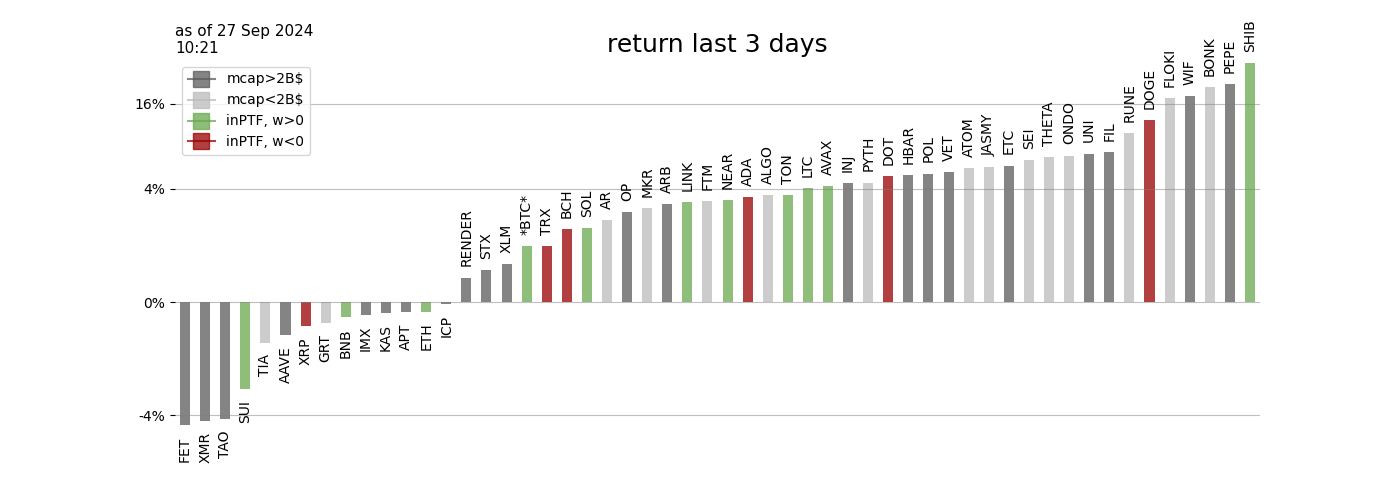 as of 27 Sep 2024
10:21
return last 3 days
mcap>2B$
mcap<2B$
inPTF, w>0
inPTF, w<0
16%
4%
0%
-4%
FET
XMR
TAO
SUI
TIA
AAVE
XRP
GRT
BNB
IMX
KAS
APT
ETH
ICP
RENDER
STX
XLM
*BTC*
TRX
BCH
SOL
AR
OP
MKR
ARB
LINK
FTM
NEAR
ADA
ALGO
TON
LTC
AVAX
INJ
PYTH
DOT
HBAR
POL
VET
ATOM
JASMY
ETC
SEI
THETA
ONDO
UNI
FIL
RUNE
DOGE
FLOKI
WIF
BONK
PEPE
SHIB